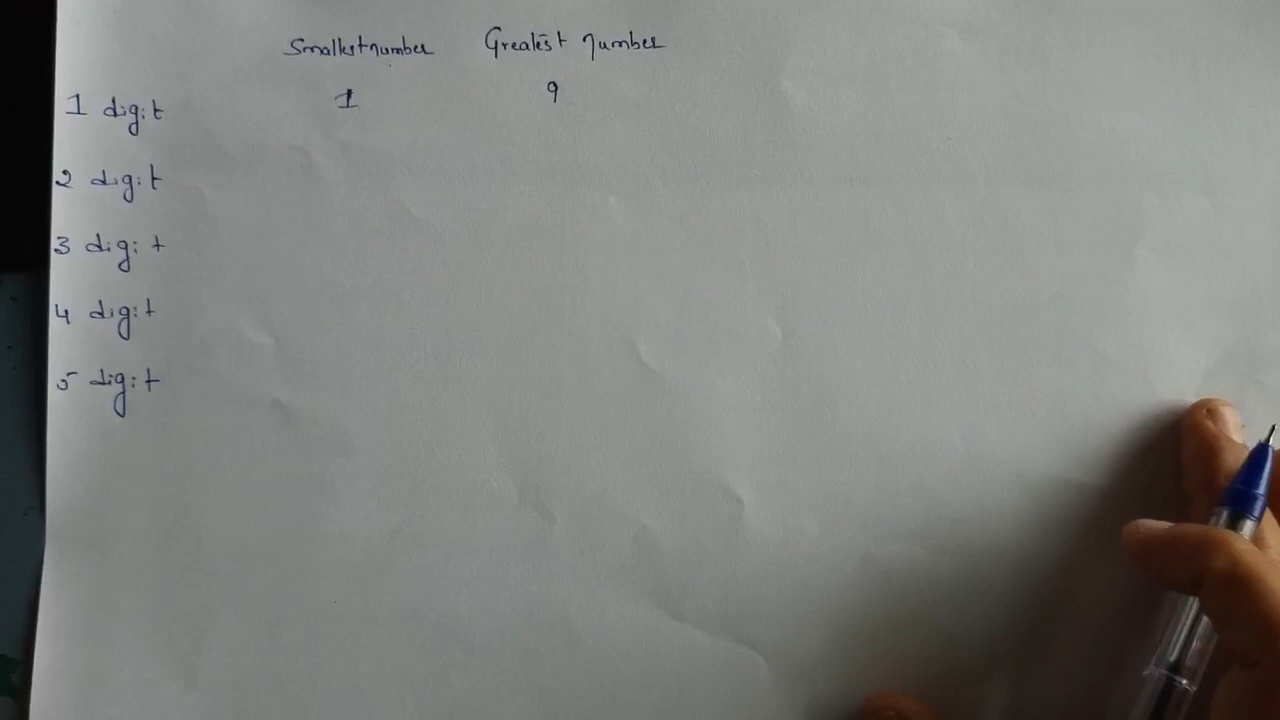 Smallest number Greatest number
1 digit 1 9
2 digit
3 digit
4 digit
5 digit